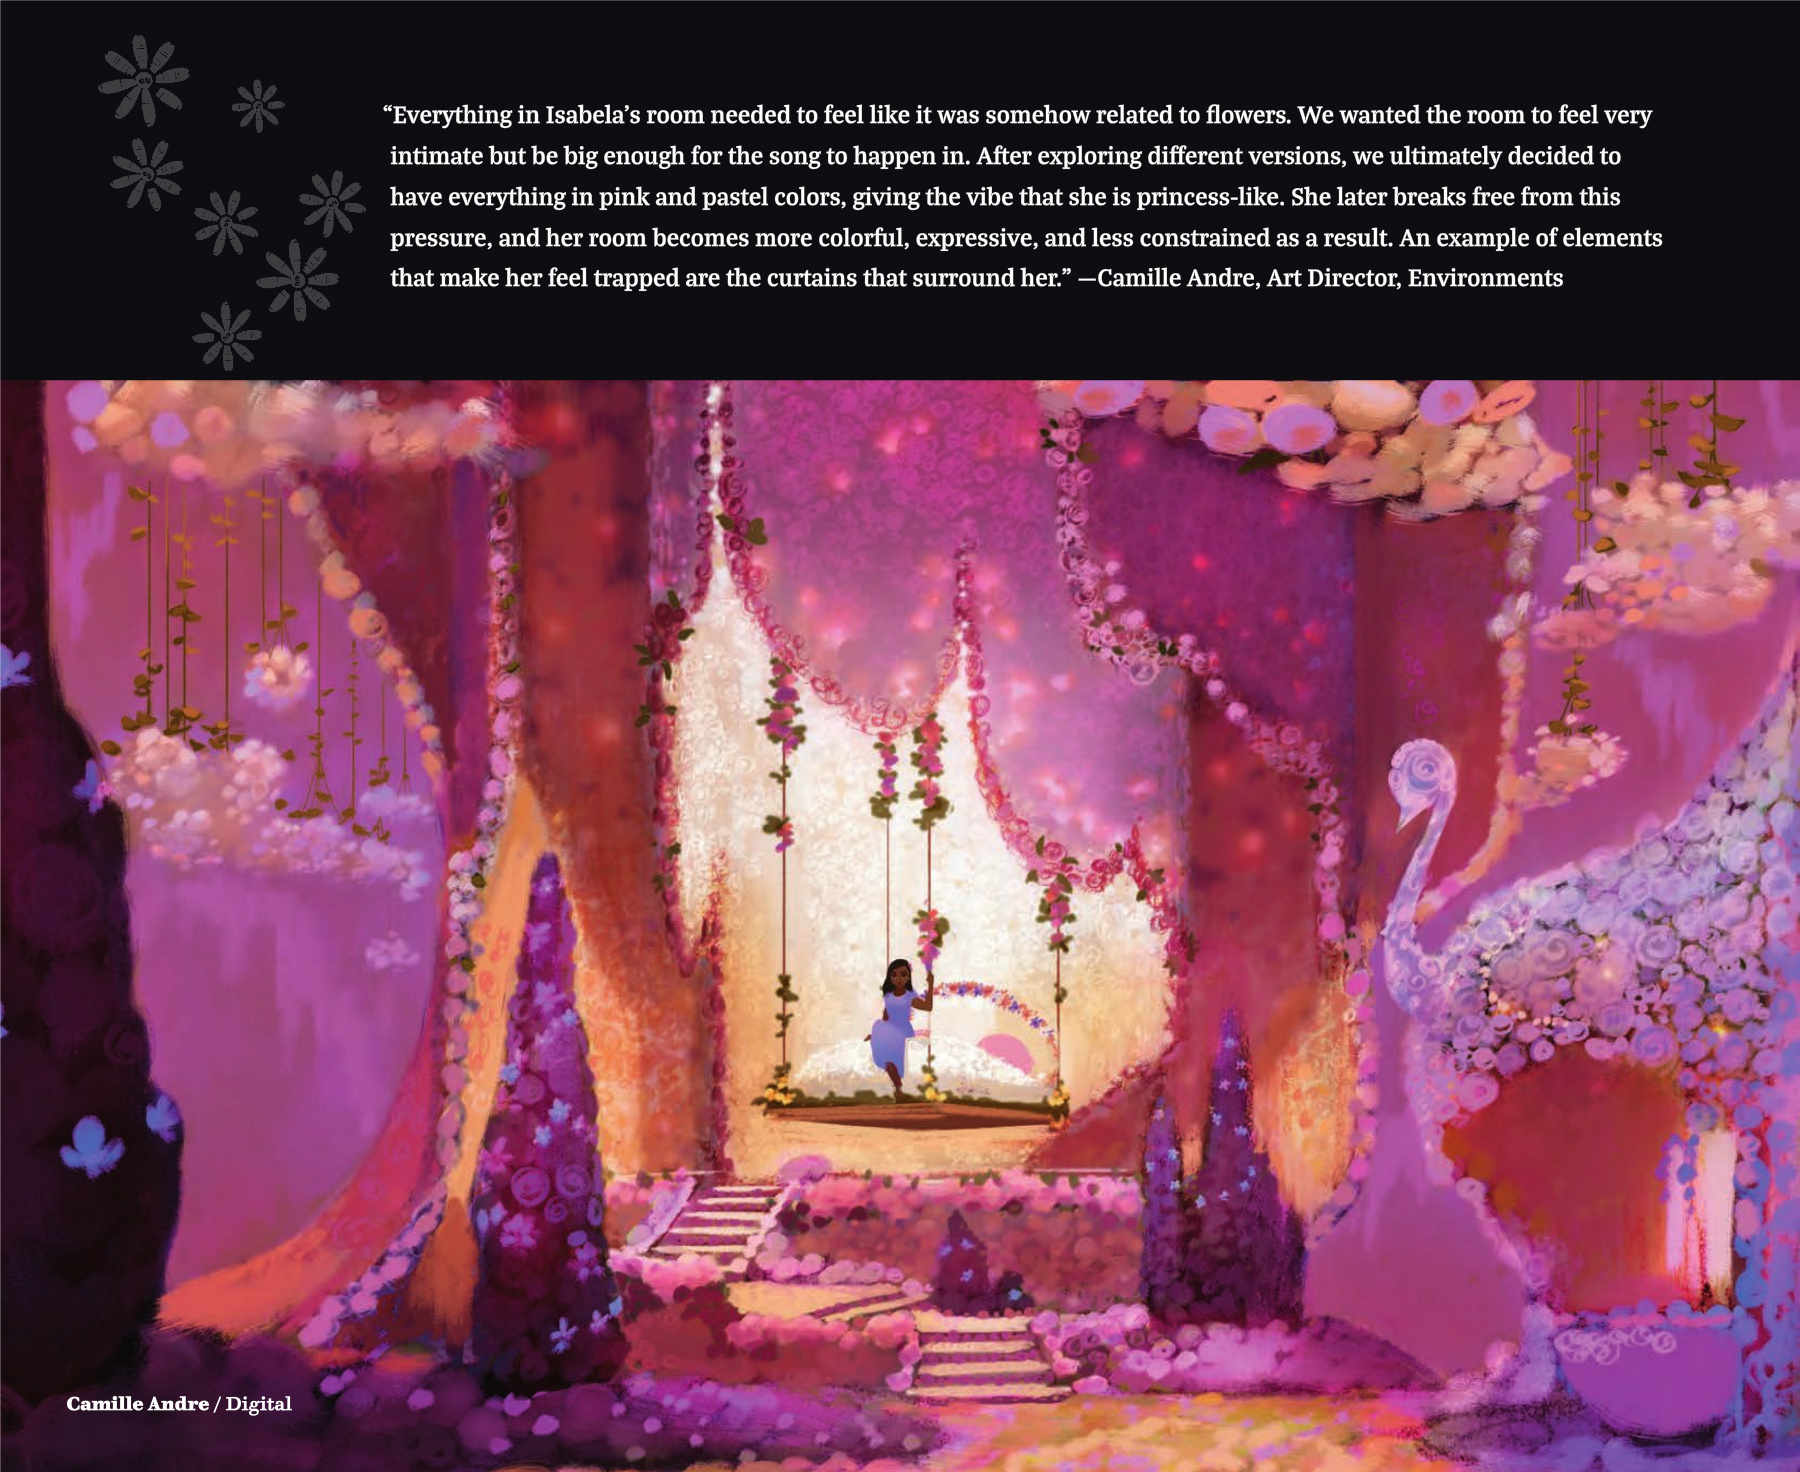 “Everything in Isabela’s room needed to feel like it was somehow related to flowers. We wanted the room to feel very
intimate but be big enough for the song to happen in. After exploring different versions, we ultimately decided to
have everything in pink and pastel colors, giving the vibe that she is princess-like. She later breaks free from this
pressure, and her room becomes more colorful, expressive, and less constrained as a result. An example of elements
that make her feel trapped are the curtains that surround her.” —Camille Andre, Art Director, Environments
Camille Andre / Digital